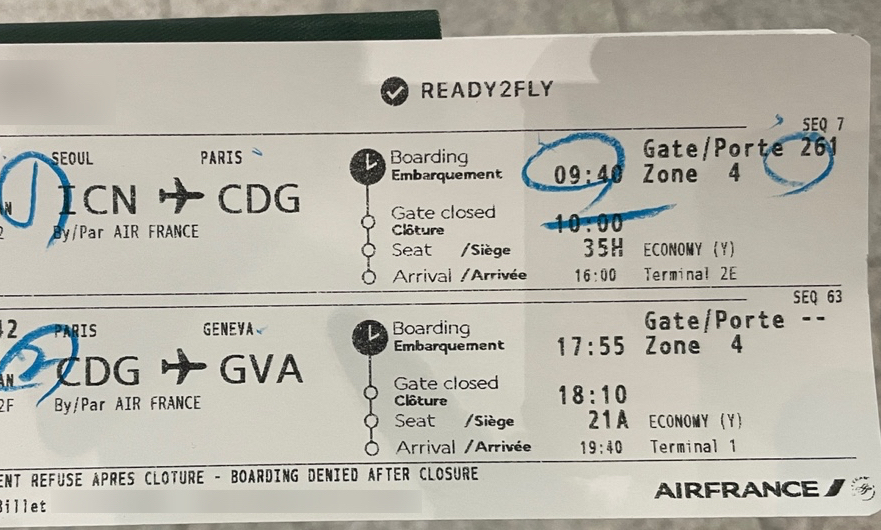 READY2FLY
SEQ 7
SEOUL PARIS Boarding Gate/Porte 261
Embarquement 09:40 Zone 4
ICN CDG
Gate closed 10:00
By/Par AIR FRANCE Clôture
Seat /Siège 35H ECONOMY (Y)
Arrival /Arrivée 16:00 Terminal 2E
SEQ 63
PARIS GENEVA Boarding Gate/Porte --
Embarquement 17:55 Zone 4
CDG GVA
Gate closed 18:10
2F By/Par AIR FRANCE Clôture
Seat /Siège 21A ECONOMY (Y)
Arrival /Arrivée 19:40 Terminal 1
ENT REFUSE APRES CLOTURE - BOARDING DENIED AFTER CLOSURE
Billet
AIRFRANCE